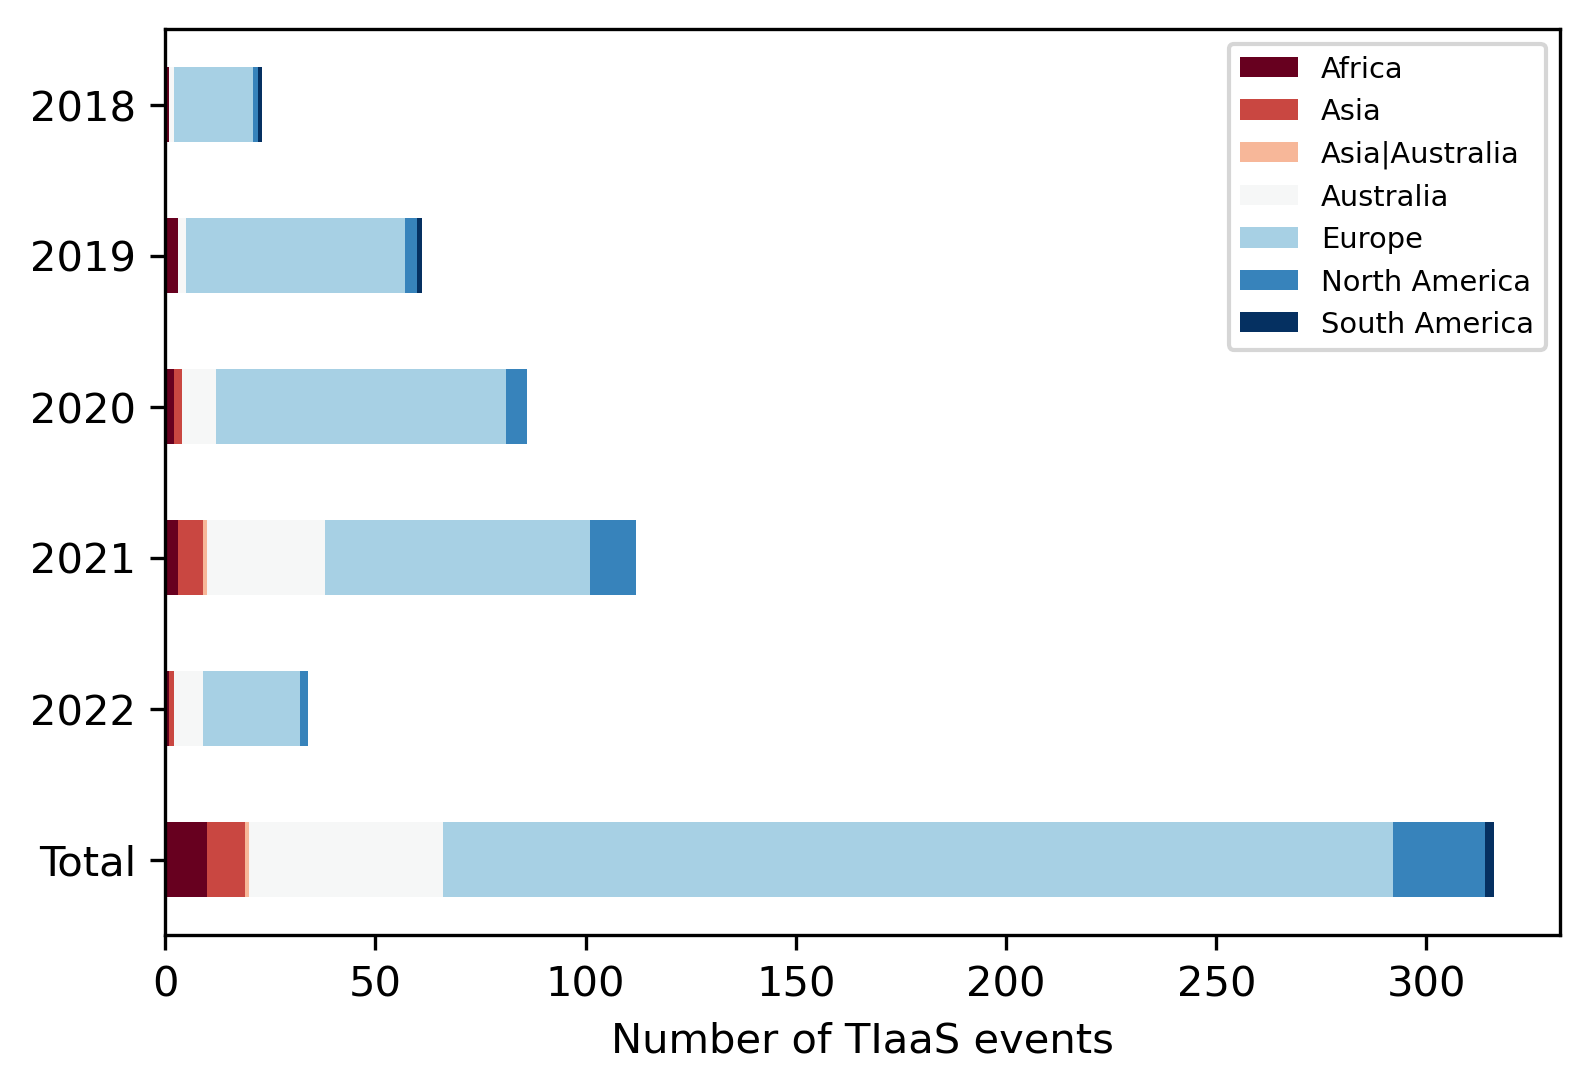 2018
2019
2020
2021
2022
Total
0 50 100 150 200 250 300
Number of TIaaS events
Africa
Asia
Asia|Australia
Australia
Europe
North America
South America